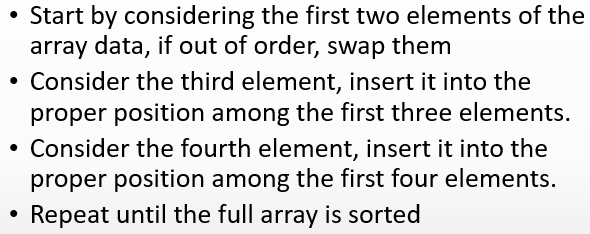 • Start by considering the first two elements of the
array data, if out of order, swap them
• Consider the third element, insert it into the
proper position among the first three elements.
• Consider the fourth element, insert it into the
proper position among the first four elements.
• Repeat until the full array is sorted